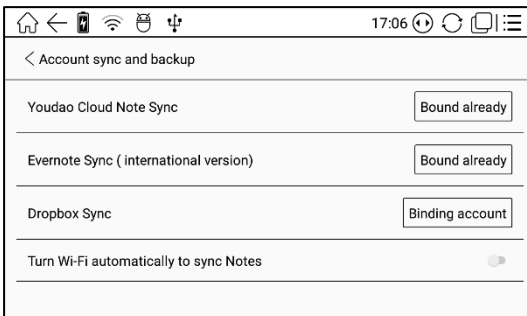 17:06
Account sync and backup
Youdao Cloud Note Sync Bound already
Evernote Sync ( international version) Bound already
Dropbox Sync Binding account
Turn Wi-Fi automatically to sync Notes